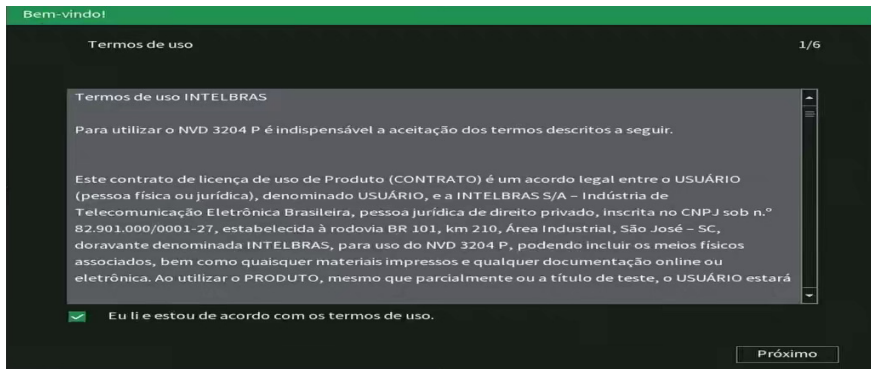 Bem-vindo!
Termos de uso
1/6
Termos de uso INTELBRAS
Para utilizar o NVD 3204 P é indispensável a aceitação dos termos descritos a seguir.
Este contrato de licença de uso de Produto (CONTRATO) é um acordo legal entre o USUÁRIO
(pessoa física ou jurídica), denominado USUÁRIO, e a INTELBRAS S/A – Indústria de
Telecomunicação Eletrônica Brasileira, pessoa jurídica de direito privado, inscrita no CNPJ sob n.º
82.901.000/0001-27, estabelecida à rodovia BR 101, km 210, Área Industrial, São José – SC,
doravante denominada INTELBRAS, para uso do NVD 3204 P, podendo incluir os meios físicos
associados, bem como quaisquer materiais impressos e qualquer documentação online ou
eletrônica. Ao utilizar o PRODUTO, mesmo que parcialmente ou a título de teste, o USUÁRIO estará
Eu li e estou de acordo com os termos de uso.
Próximo